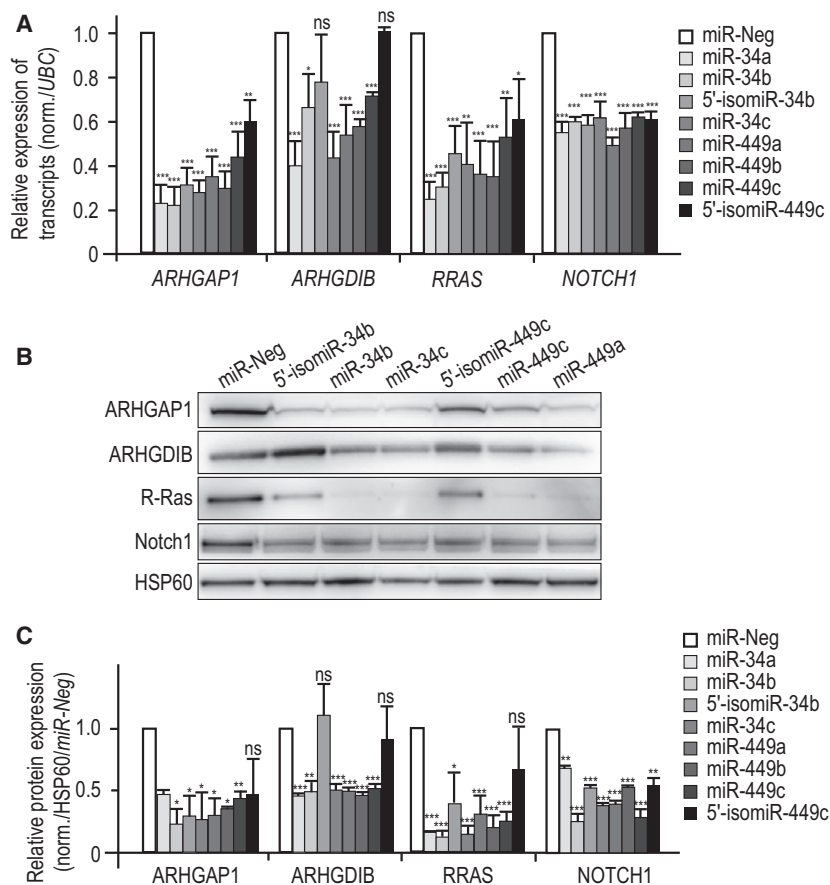 A
Relative expression of
transcripts (norm./UBC)
1.0
0.8
0.6
0.4
0.2
0
*** *** *** *** *** *** *** **
*** * ns *** *** *** *** ns
*** *** *** ** *** *** ** *
*** *** *** *** *** *** *** ***
ARHGAP1 ARHGDIB RRAS NOTCH1
miR-Neg
miR-34a
miR-34b
5'-isomiR-34b
miR-34c
miR-449a
miR-449b
miR-449c
5'-isomiR-449c
B
miR-Neg 5'-isomiR-34b miR-34b miR-34c 5'-isomiR-449c miR-449c miR-449a
ARHGAP1
ARHGDIB
R-Ras
Notch1
HSP60
C
Relative protein expression
(norm./HSP60/miR-Neg)
1.0
0.5
0
* * * * * ** ns
*** ** ns *** *** *** *** ns
*** *** * *** *** *** *** ns
** *** *** *** *** *** *** **
ARHGAP1 ARHGDIB RRAS NOTCH1
miR-Neg
miR-34a
miR-34b
5'-isomiR-34b
miR-34c
miR-449a
miR-449b
miR-449c
5'-isomiR-449c